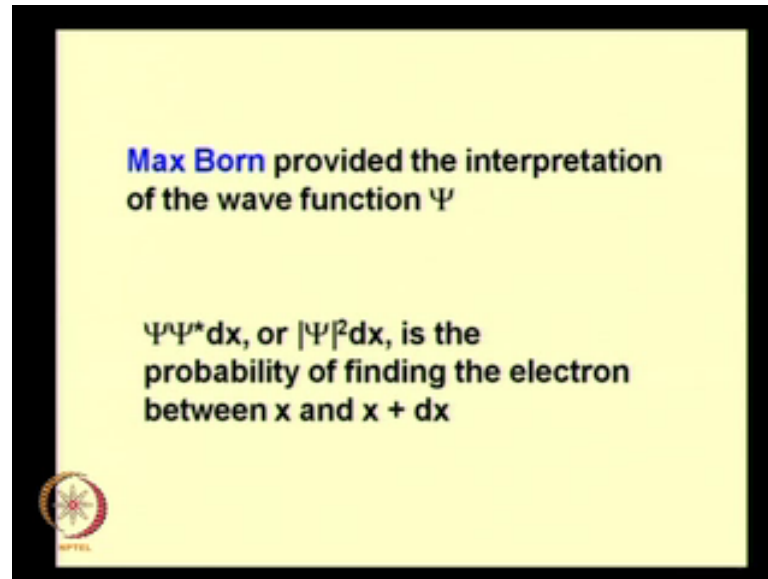 Max Born provided the interpretation
of the wave function Ψ
ΨΨ*dx, or |Ψ|²dx, is the
probability of finding the electron
between x and x + dx
NPTEL